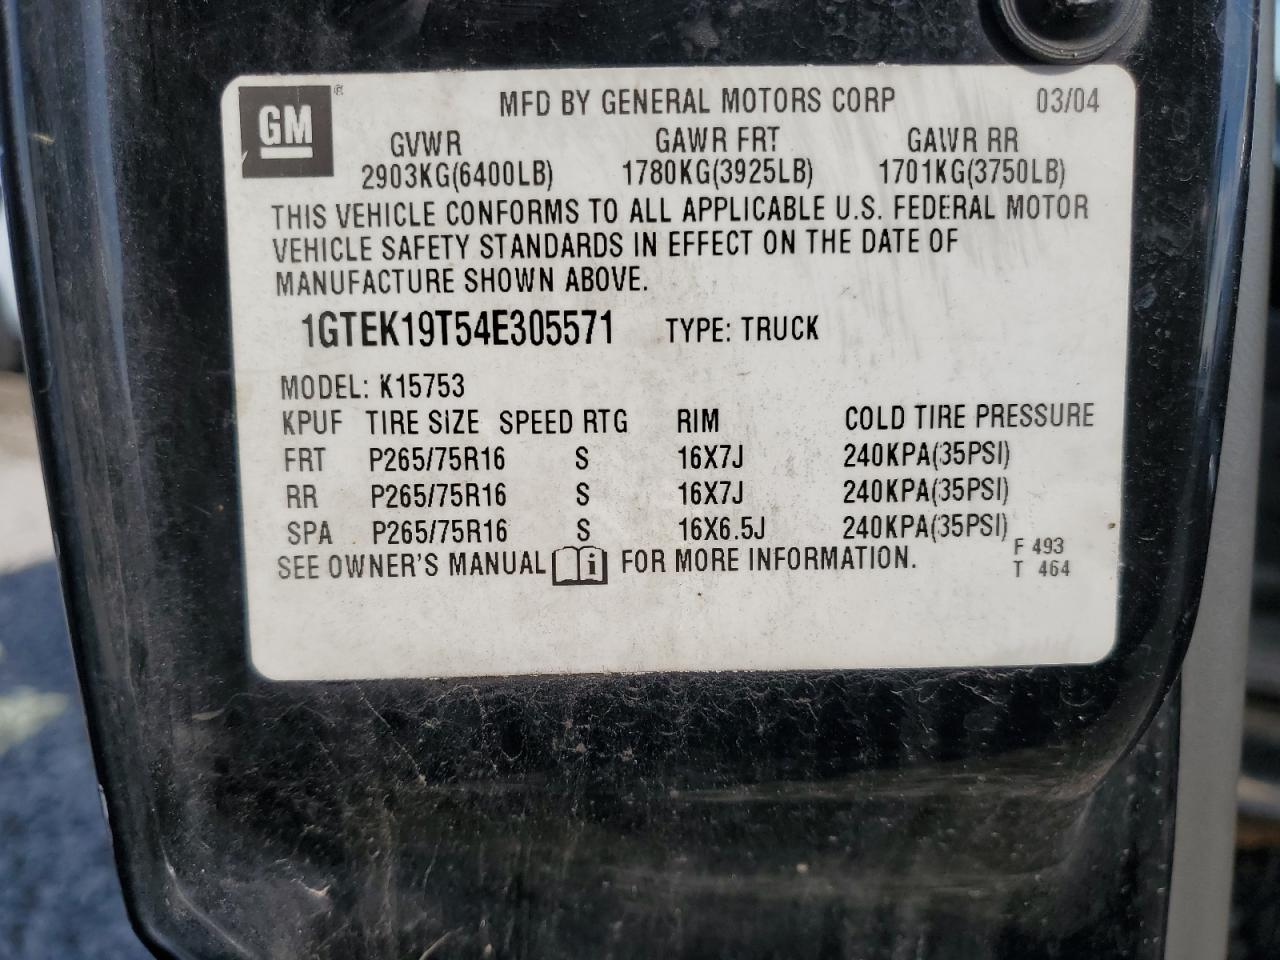 GM ®
MFD BY GENERAL MOTORS CORP 03/04
GVWR GAWR FRT GAWR RR
2903KG(6400LB) 1780KG(3925LB) 1701KG(3750LB)
THIS VEHICLE CONFORMS TO ALL APPLICABLE U.S. FEDERAL MOTOR
VEHICLE SAFETY STANDARDS IN EFFECT ON THE DATE OF
MANUFACTURE SHOWN ABOVE.
1GTEK19T54E305571 TYPE: TRUCK
MODEL: K15753
KPUF TIRE SIZE SPEED RTG RIM COLD TIRE PRESSURE
FRT P265/75R16 S 16X7J 240KPA(35PSI)
RR P265/75R16 S 16X7J 240KPA(35PSI)
SPA P265/75R16 S 16X6.5J 240KPA(35PSI)
SEE OWNER'S MANUAL i FOR MORE INFORMATION.
F 493
T 464